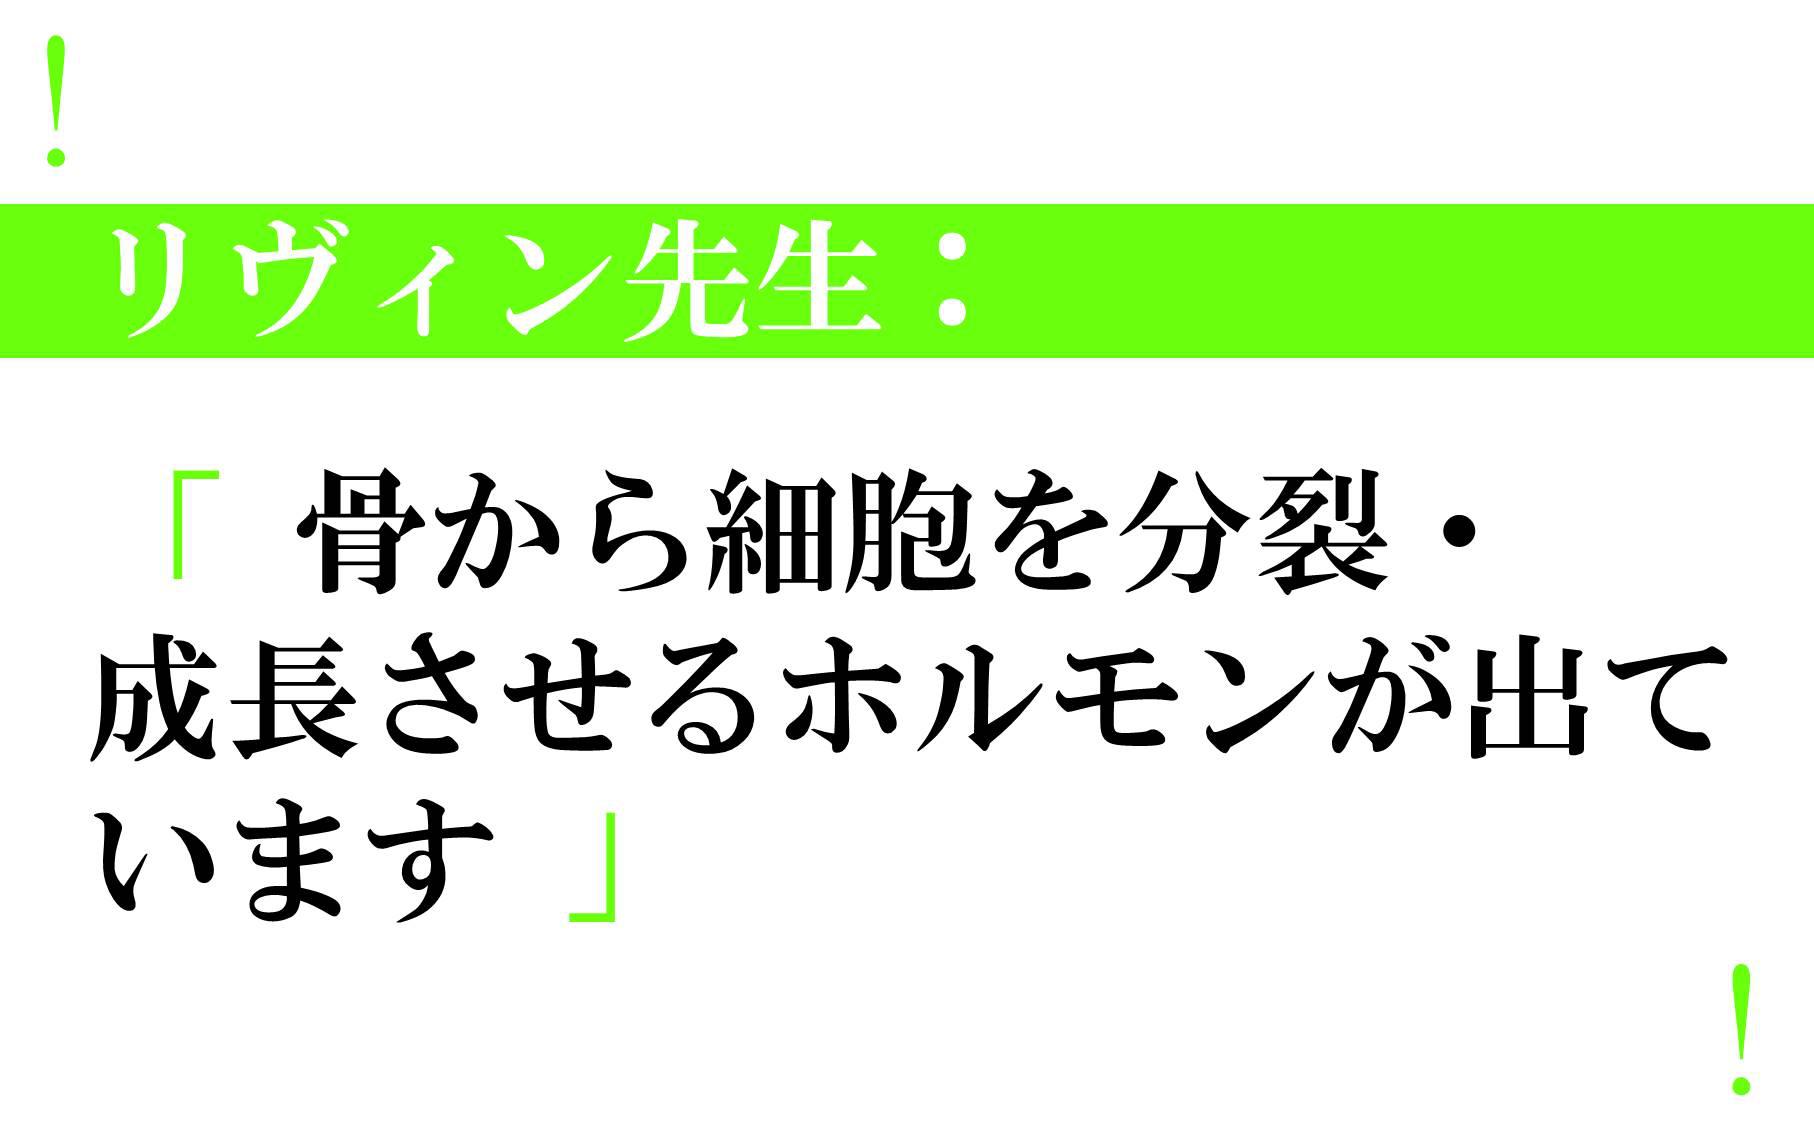 ！
リヴィン先生：
「 骨から細胞を分裂・
成長させるホルモンが出て
います 」
！